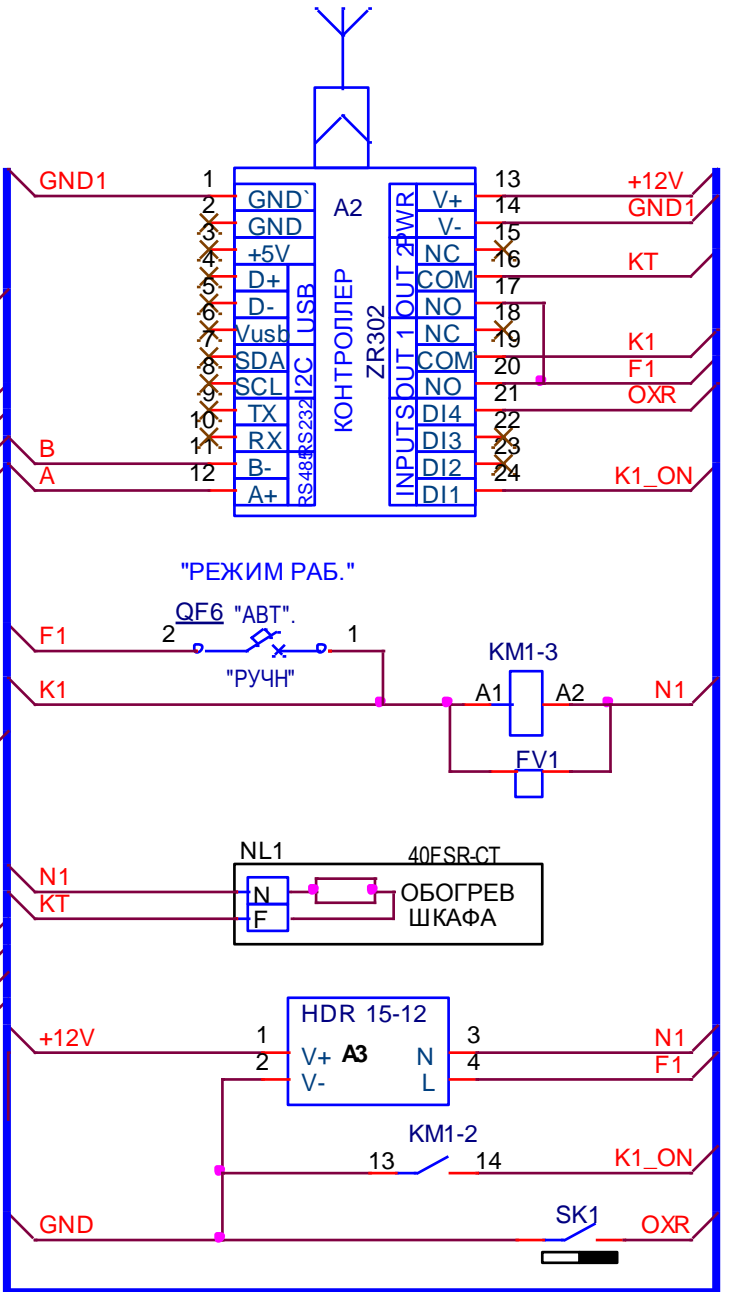 GND1 1 GND` A2 PWR V+ 13 +12V
2 GND V- 14 GND1
3 +5V OUT 2 NC 15
4 D+ USB COM 16 KT
5 D- NO 17
6 Vusb OUT 1 NC 18
7 SDA I2C COM 19 K1
8 SCL NO 20 F1
9 TX RS232 INPUTS DI4 21 OXR
10 RX DI3 22
B 11 B- RS485 DI2 23
A 12 A+ DI1 24 K1_ON
КОНТРОЛЛЕР
ZR302
"РЕЖИМ РАБ."
QF6 "АВТ".
F1 2 1
"РУЧН"
KM1-3
K1 A1 A2 N1
FV1
NL1 40FSR-CT
N1 N ОБОГРЕВ
KT F ШКАФА
HDR 15-12
+12V 1 V+ A3 N 3 N1
2 V- L 4 F1
KM1-2
13 14 K1_ON
SK1
GND OXR